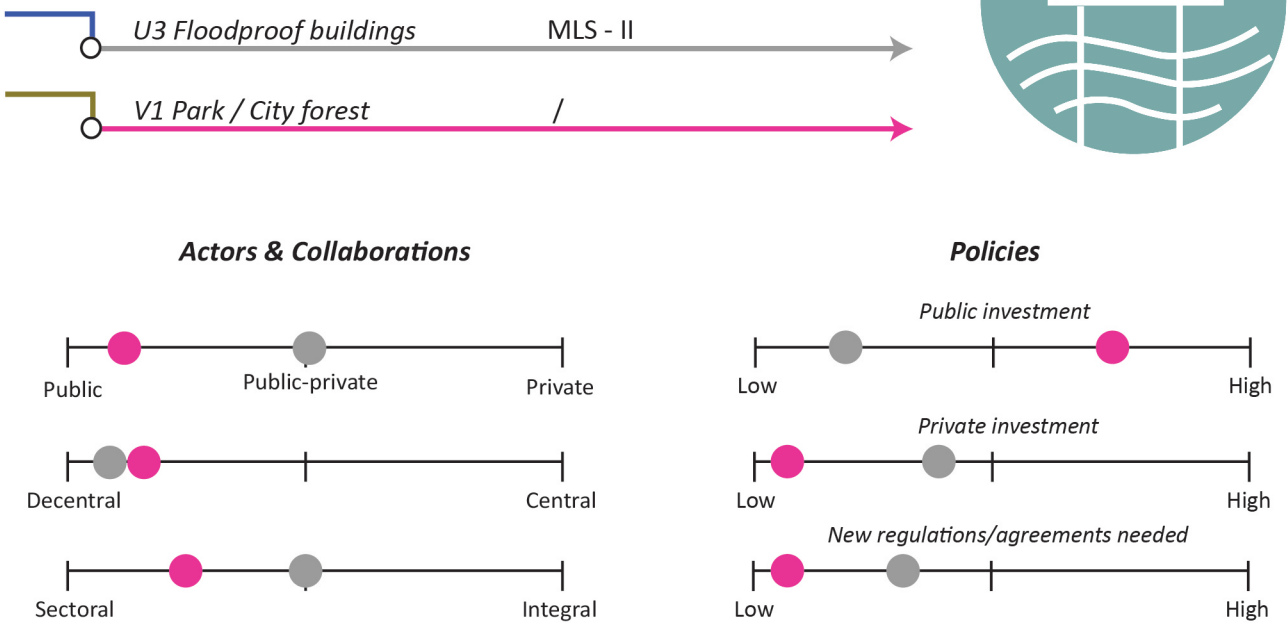 U3 Floodproof buildings MLS - II
V1 Park / City forest /
Actors & Collaborations
Public Public-private Private
Decentral Central
Sectoral Integral
Policies
Public investment
Low High
Private investment
Low High
New regulations/agreements needed
Low High